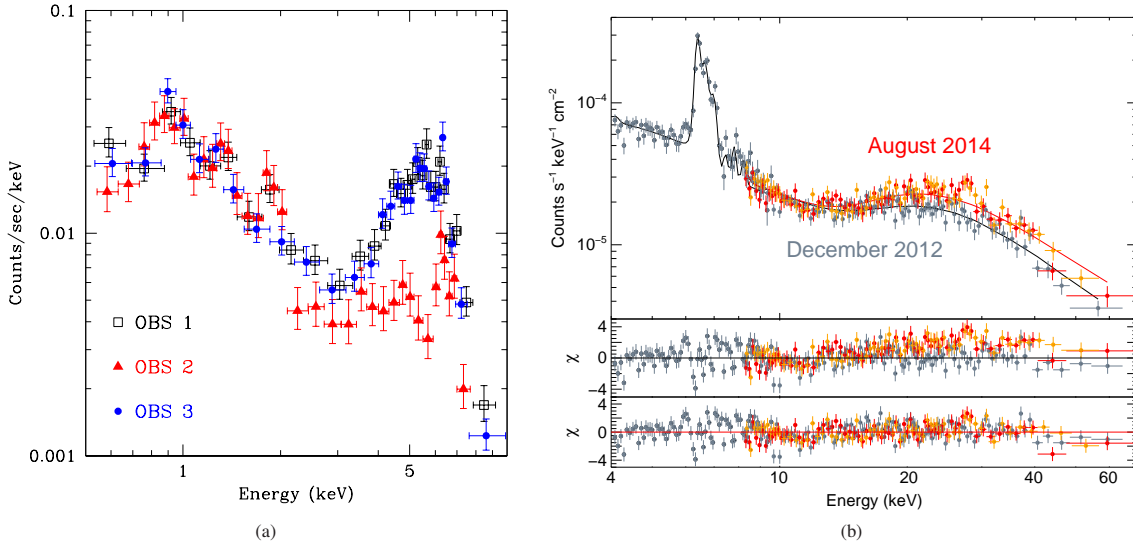 0.1
0.01
0.001
Counts/sec/keV
OBS 1
OBS 2
OBS 3
1
5
Energy (keV)
(a)
10⁻⁴
10⁻⁵
Counts s⁻¹ keV⁻¹ cm⁻²
August 2014
December 2012
4
0
−4
χ
4
0
−4
χ
4
10
20
40
60
Energy (keV)
(b)